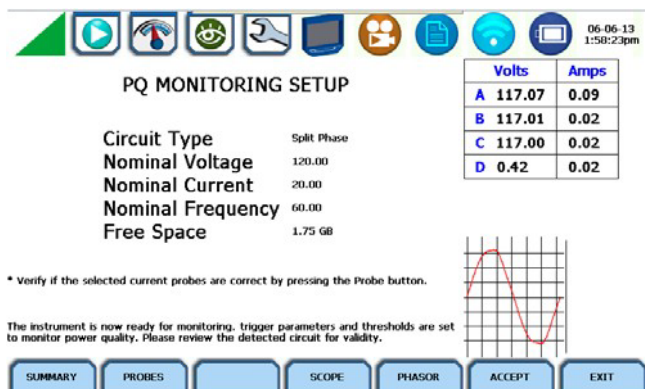 06-06-13
1:58:23pm
PQ MONITORING SETUP
Volts Amps
A 117.07 0.09
B 117.01 0.02
C 117.00 0.02
D 0.42 0.02
Circuit Type Split Phase
Nominal Voltage 120.00
Nominal Current 20.00
Nominal Frequency 60.00
Free Space 1.75 GB
* Verify if the selected current probes are correct by pressing the Probe button.
The instrument is now ready for monitoring. trigger parameters and thresholds are set
to monitor power quality. Please review the detected circuit for validity.
SUMMARY PROBES SCOPE PHASOR ACCEPT EXIT